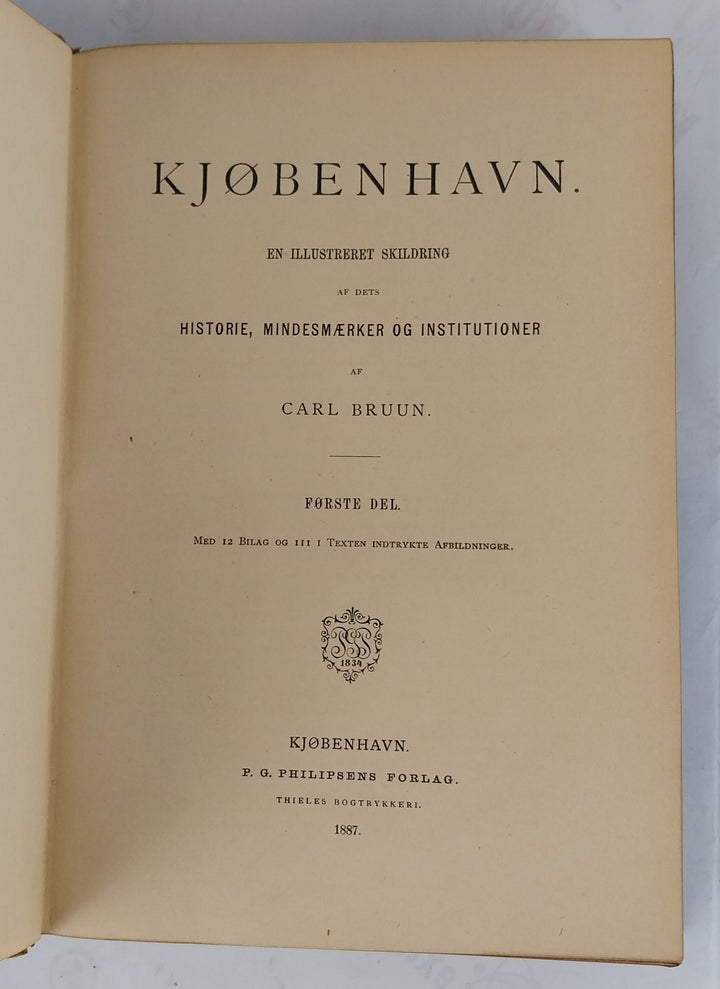 KJØBENHAVN.
EN ILLUSTRERET SKILDRING
AF DETS
HISTORIE, MINDESMÆRKER OG INSTITUTIONER
AF
CARL BRUUN.
FØRSTE DEL.
MED 12 BILAG OG 111 I TEXTEN INDTRYKTE AFBILDNINGER.
1834
KJØBENHAVN.
P. G. PHILIPSENS FORLAG.
THIELES BOGTRYKKERI.
1887.